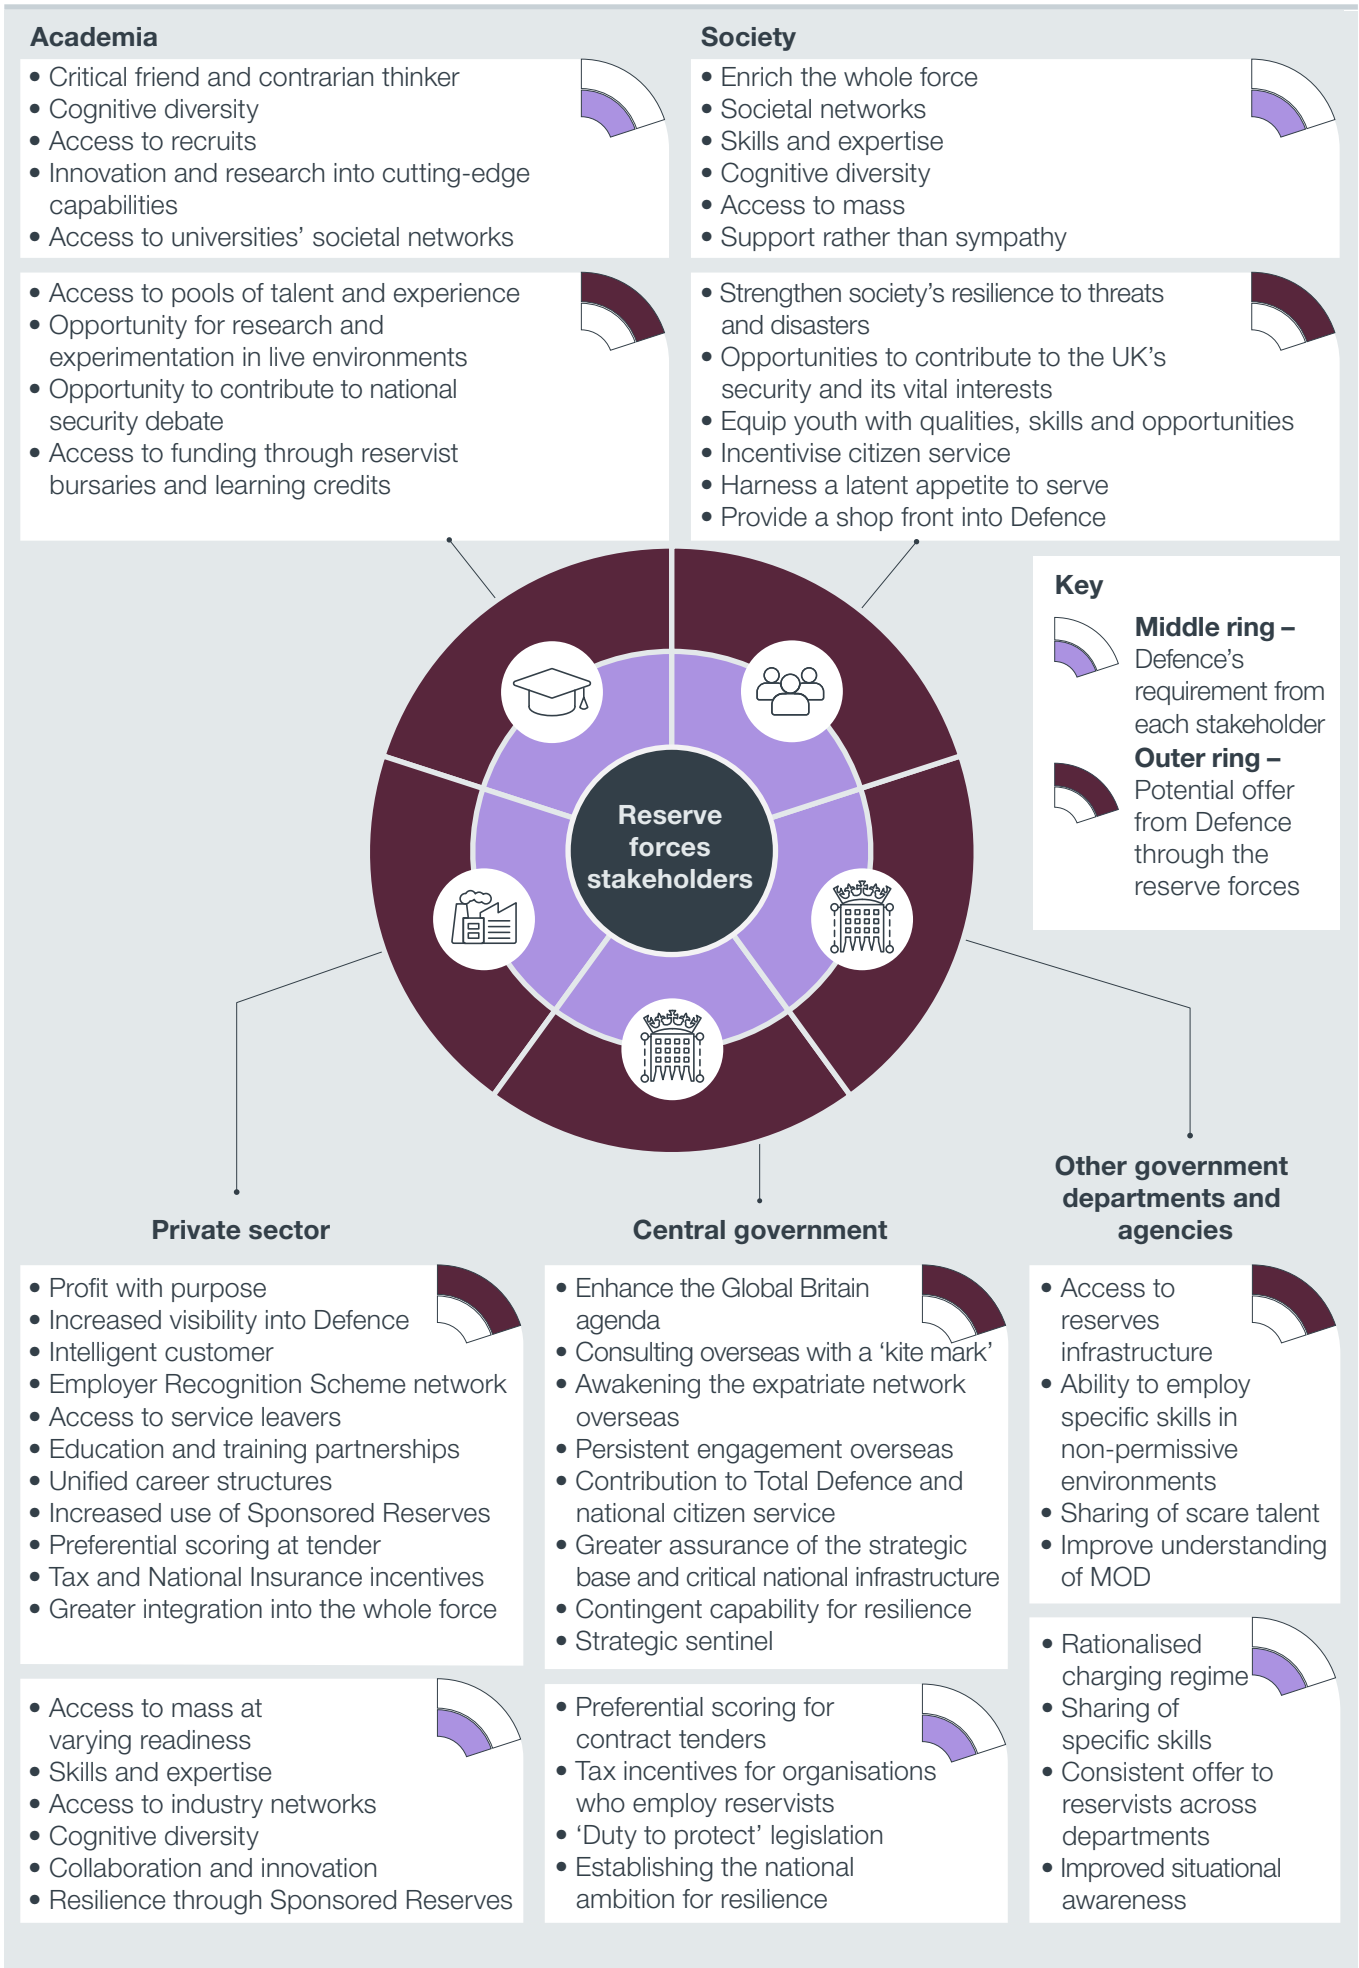 Academia
• Critical friend and contrarian thinker
• Cognitive diversity
• Access to recruits
• Innovation and research into cutting-edge
capabilities
• Access to universities’ societal networks
• Access to pools of talent and experience
• Opportunity for research and
experimentation in live environments
• Opportunity to contribute to national
security debate
• Access to funding through reservist
bursaries and learning credits
Society
• Enrich the whole force
• Societal networks
• Skills and expertise
• Cognitive diversity
• Access to mass
• Support rather than sympathy
• Strengthen society’s resilience to threats
and disasters
• Opportunities to contribute to the UK’s
security and its vital interests
• Equip youth with qualities, skills and opportunities
• Incentivise citizen service
• Harness a latent appetite to serve
• Provide a shop front into Defence
Key
Middle ring –
Defence’s
requirement from
each stakeholder
Outer ring –
Potential offer
from Defence
through the
reserve forces
Reserve
forces
stakeholders
Private sector
• Profit with purpose
• Increased visibility into Defence
• Intelligent customer
• Employer Recognition Scheme network
• Access to service leavers
• Education and training partnerships
• Unified career structures
• Increased use of Sponsored Reserves
• Preferential scoring at tender
• Tax and National Insurance incentives
• Greater integration into the whole force
• Access to mass at
varying readiness
• Skills and expertise
• Access to industry networks
• Cognitive diversity
• Collaboration and innovation
• Resilience through Sponsored Reserves
Central government
• Enhance the Global Britain
agenda
• Consulting overseas with a ‘kite mark’
• Awakening the expatriate network
overseas
• Persistent engagement overseas
• Contribution to Total Defence and
national citizen service
• Greater assurance of the strategic
base and critical national infrastructure
• Contingent capability for resilience
• Strategic sentinel
• Preferential scoring for
contract tenders
• Tax incentives for organisations
who employ reservists
• ‘Duty to protect’ legislation
• Establishing the national
ambition for resilience
Other government
departments and
agencies
• Access to
reserves
infrastructure
• Ability to employ
specific skills in
non-permissive
environments
• Sharing of scare talent
• Improve understanding
of MOD
• Rationalised
charging regime
• Sharing of
specific skills
• Consistent offer to
reservists across
departments
• Improved situational
awareness